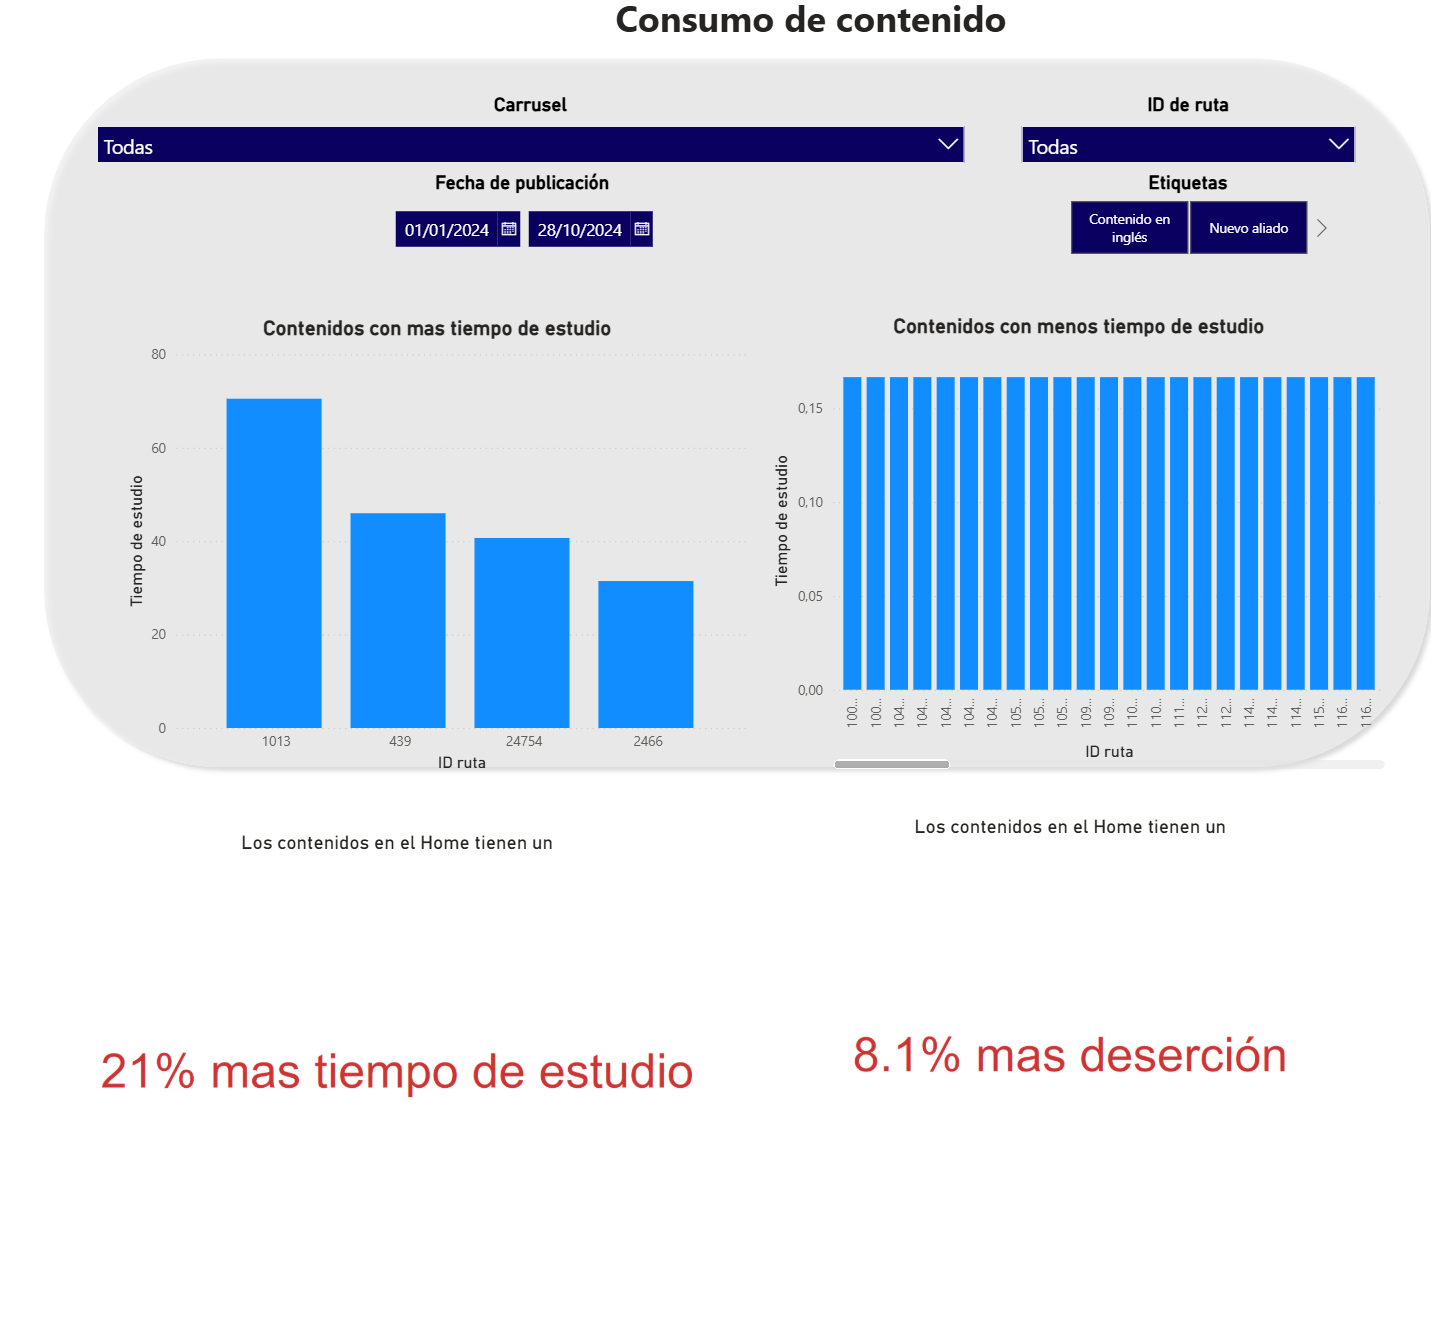 Consumo de contenido
Carrusel
ID de ruta
Todas
Todas
Fecha de publicación
Etiquetas
01/01/2024
28/10/2024
Contenido en
inglés
Nuevo aliado
Contenidos con mas tiempo de estudio
Tiempo de estudio
80
60
40
20
0
1013
439
24754
2466
ID ruta
Contenidos con menos tiempo de estudio
Tiempo de estudio
0,15
0,10
0,05
0,00
100...
100...
104...
104...
104...
104...
104...
105...
105...
105...
109...
109...
110...
110...
111...
112...
112...
114...
114...
114...
115...
116...
116...
ID ruta
Los contenidos en el Home tienen un
Los contenidos en el Home tienen un
21% mas tiempo de estudio
8.1% mas deserción